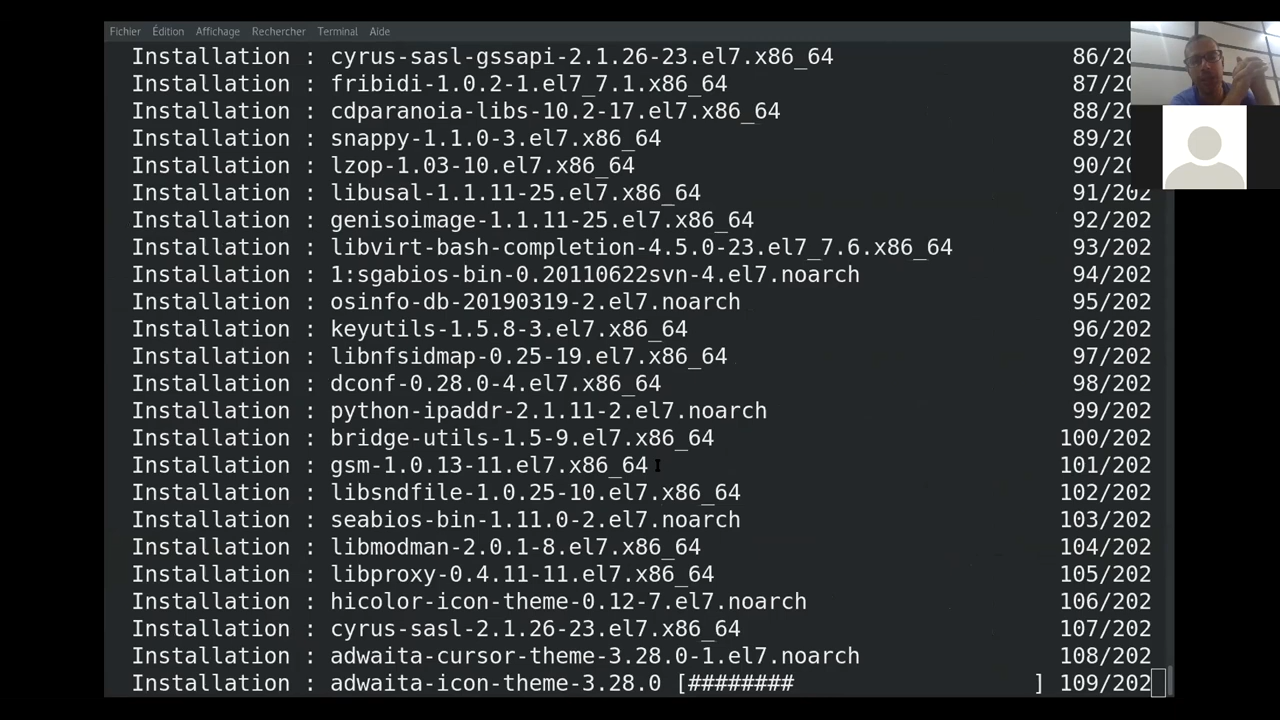 Fichier Édition Affichage Rechercher Terminal Aide
Installation : cyrus-sasl-gssapi-2.1.26-23.el7.x86_64 86/20
Installation : fribidi-1.0.2-1.el7_7.1.x86_64 87/20
Installation : cdparanoia-libs-10.2-17.el7.x86_64 88/20
Installation : snappy-1.1.0-3.el7.x86_64 89/20
Installation : lzop-1.03-10.el7.x86_64 90/20
Installation : libusal-1.1.11-25.el7.x86_64 91/202
Installation : genisoimage-1.1.11-25.el7.x86_64 92/202
Installation : libvirt-bash-completion-4.5.0-23.el7_7.6.x86_64 93/202
Installation : 1:sgabios-bin-0.20110622svn-4.el7.noarch 94/202
Installation : osinfo-db-20190319-2.el7.noarch 95/202
Installation : keyutils-1.5.8-3.el7.x86_64 96/202
Installation : libnfsidmap-0.25-19.el7.x86_64 97/202
Installation : dconf-0.28.0-4.el7.x86_64 98/202
Installation : python-ipaddr-2.1.11-2.el7.noarch 99/202
Installation : bridge-utils-1.5-9.el7.x86_64 100/202
Installation : gsm-1.0.13-11.el7.x86_64 101/202
Installation : libsndfile-1.0.25-10.el7.x86_64 102/202
Installation : seabios-bin-1.11.0-2.el7.noarch 103/202
Installation : libmodman-2.0.1-8.el7.x86_64 104/202
Installation : libproxy-0.4.11-11.el7.x86_64 105/202
Installation : hicolor-icon-theme-0.12-7.el7.noarch 106/202
Installation : cyrus-sasl-2.1.26-23.el7.x86_64 107/202
Installation : adwaita-cursor-theme-3.28.0-1.el7.noarch 108/202
Installation : adwaita-icon-theme-3.28.0 [######## ] 109/202